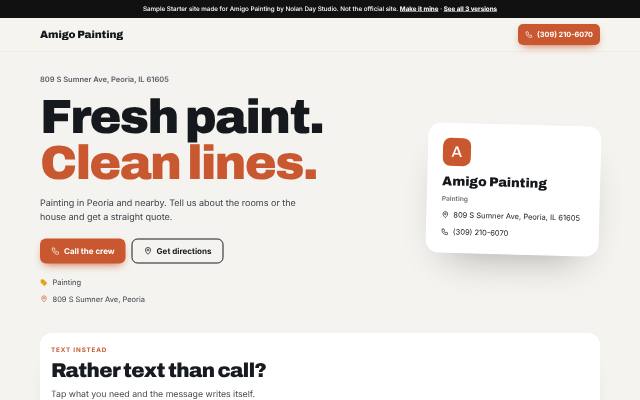 Sample Starter site made for Amigo Painting by Nolan Day Studio. Not the official site. Make it mine · See all 3 versions
Amigo Painting
(309) 210-6070
809 S Sumner Ave, Peoria, IL 61605
Fresh paint.
Clean lines.
Painting in Peoria and nearby. Tell us about the rooms or the
house and get a straight quote.
Call the crew
Get directions
Painting
809 S Sumner Ave, Peoria
A
Amigo Painting
Painting
809 S Sumner Ave, Peoria, IL 61605
(309) 210-6070
TEXT INSTEAD
Rather text than call?
Tap what you need and the message writes itself.